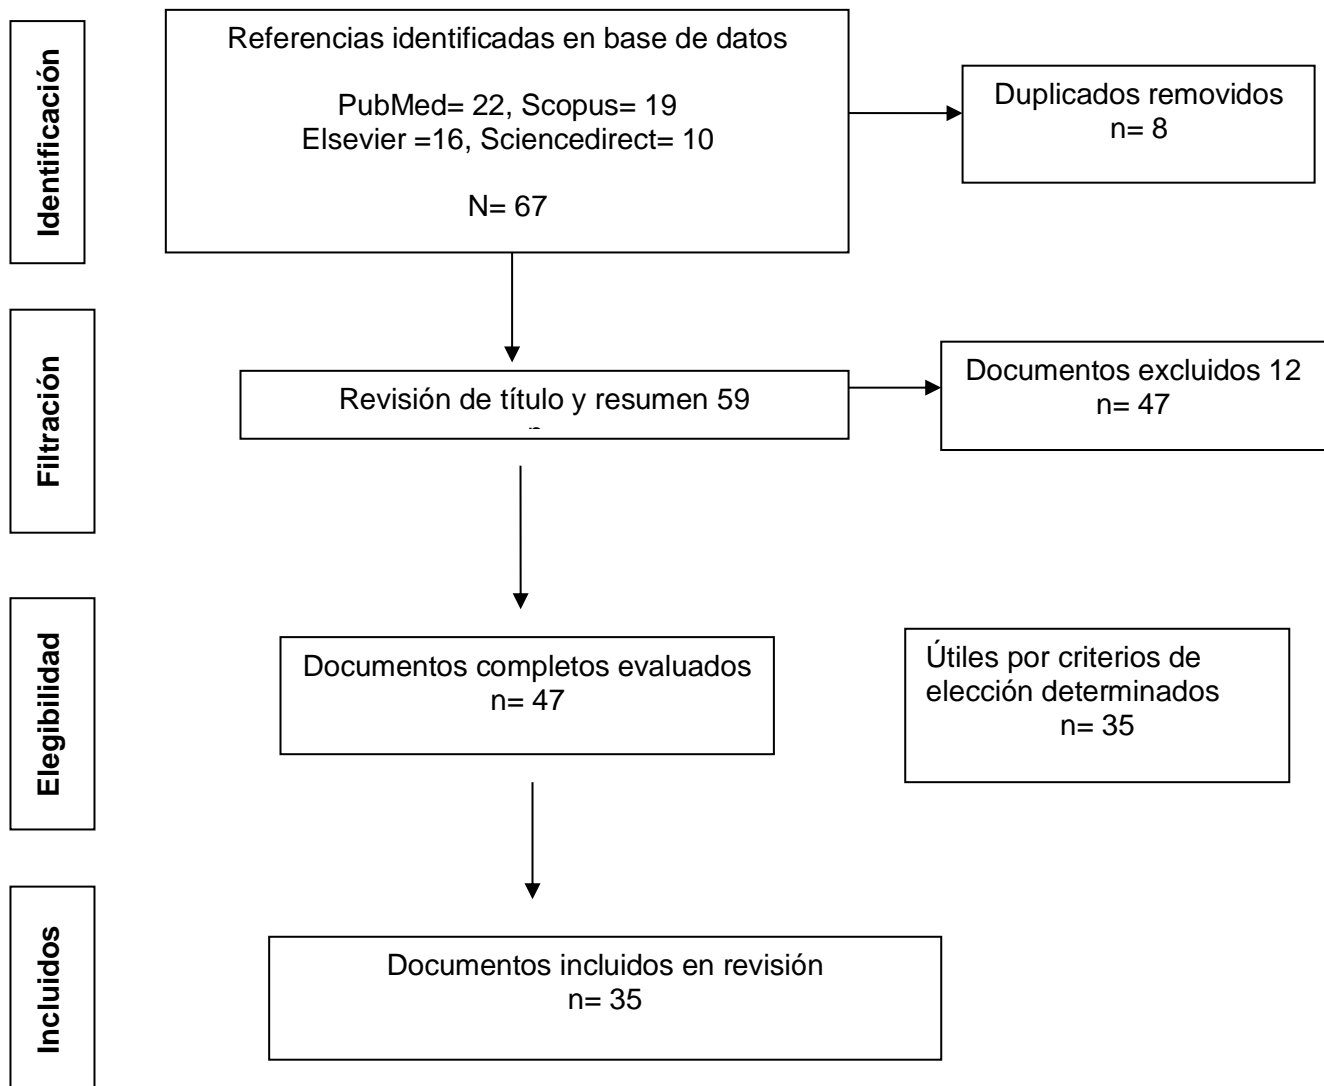 Identificación
Referencias identificadas en base de datos
PubMed= 22, Scopus= 19
Elsevier =16, Sciencedirect= 10
N= 67
Duplicados removidos
n= 8
Filtración
Revisión de título y resumen 59
Documentos excluidos 12
n= 47
Elegibilidad
Documentos completos evaluados
n= 47
Útiles por criterios de
elección determinados
n= 35
Incluidos
Documentos incluidos en revisión
n= 35